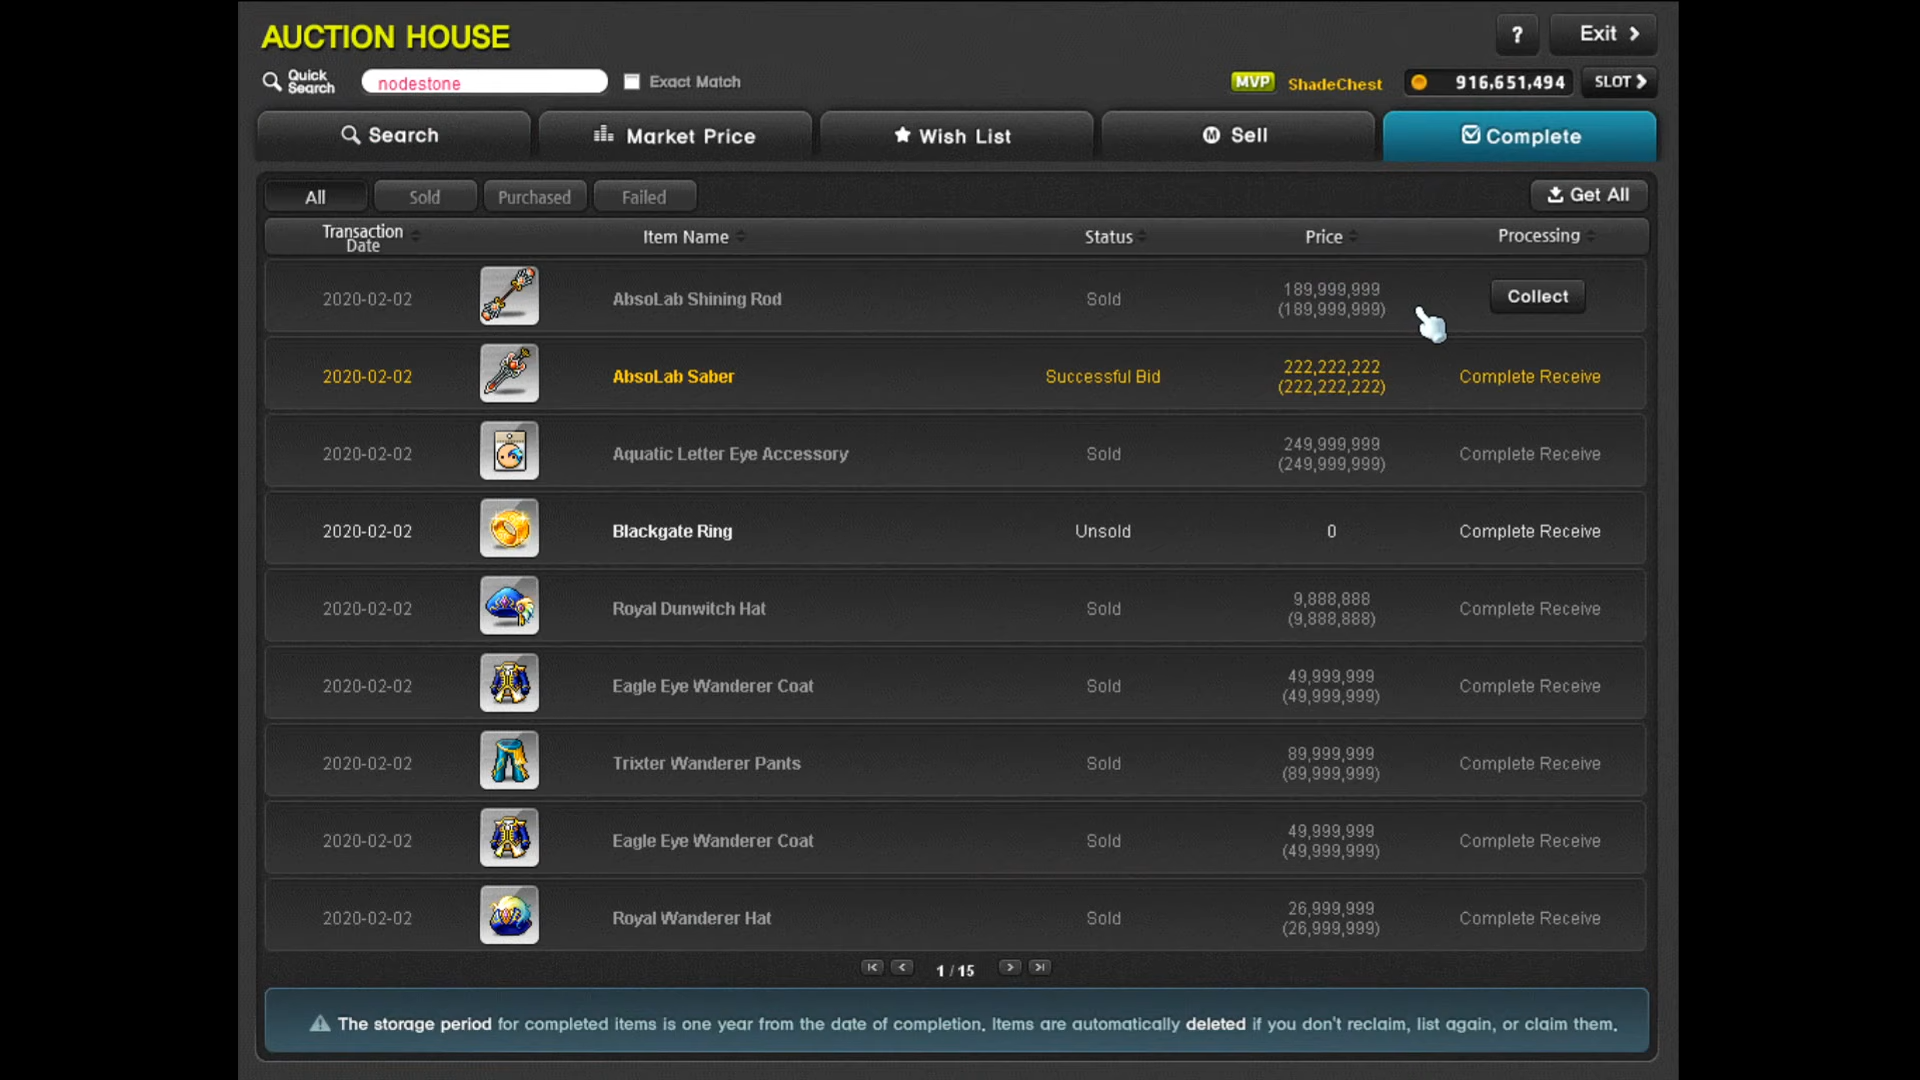 AUCTION HOUSE
? Exit
Quick Search nodestone Exact Match MVP ShadeChest 916,651,494 SLOT
Search Market Price Wish List Sell Complete
All Sold Purchased Failed Get All
Transaction Date Item Name Status Price Processing
2020-02-02 AbsoLab Shining Rod Sold 189,999,999 (189,999,999) Collect
2020-02-02 AbsoLab Saber Successful Bid 222,222,222 (222,222,222) Complete Receive
2020-02-02 Aquatic Letter Eye Accessory Sold 249,999,999 (249,999,999) Complete Receive
2020-02-02 Blackgate Ring Unsold 0 Complete Receive
2020-02-02 Royal Dunwitch Hat Sold 9,888,888 (9,888,888) Complete Receive
2020-02-02 Eagle Eye Wanderer Coat Sold 49,999,999 (49,999,999) Complete Receive
2020-02-02 Trixter Wanderer Pants Sold 89,999,999 (89,999,999) Complete Receive
2020-02-02 Eagle Eye Wanderer Coat Sold 49,999,999 (49,999,999) Complete Receive
2020-02-02 Royal Wanderer Hat Sold 26,999,999 (26,999,999) Complete Receive
1 / 15
The storage period for completed items is one year from the date of completion. Items are automatically deleted if you don't reclaim, list again, or claim them.